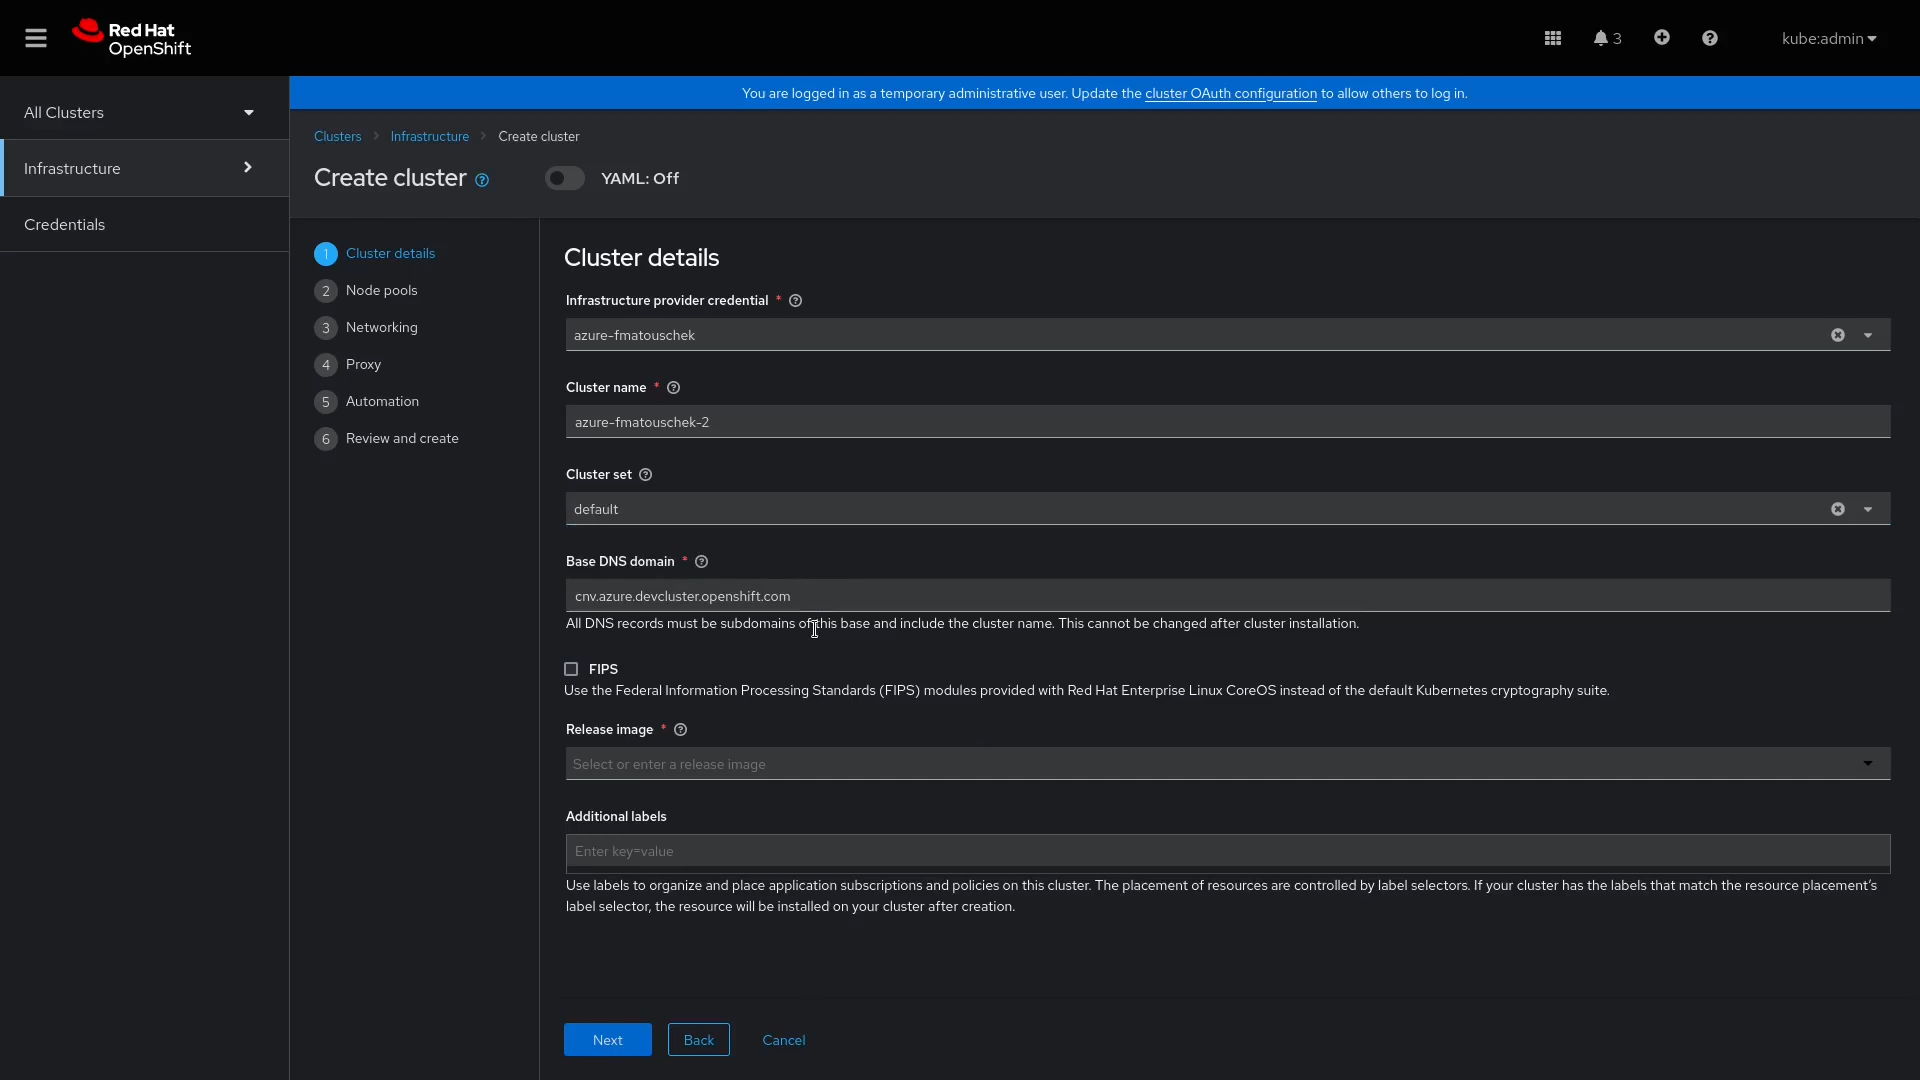 Red Hat
OpenShift
3
kube:admin
All Clusters
Infrastructure
Credentials
You are logged in as a temporary administrative user. Update the cluster OAuth configuration to allow others to log in.
Clusters
Infrastructure
Create cluster
Create cluster
YAML: Off
1 Cluster details
2 Node pools
3 Networking
4 Proxy
5 Automation
6 Review and create
Cluster details
Infrastructure provider credential *
azure-fmatouschek
Cluster name *
azure-fmatouschek-2
Cluster set
default
Base DNS domain *
cnv.azure.devcluster.openshift.com
All DNS records must be subdomains of this base and include the cluster name. This cannot be changed after cluster installation.
FIPS
Use the Federal Information Processing Standards (FIPS) modules provided with Red Hat Enterprise Linux CoreOS instead of the default Kubernetes cryptography suite.
Release image *
Select or enter a release image
Additional labels
Enter key=value
Use labels to organize and place application subscriptions and policies on this cluster. The placement of resources are controlled by label selectors. If your cluster has the labels that match the resource placement's
label selector, the resource will be installed on your cluster after creation.
Next
Back
Cancel